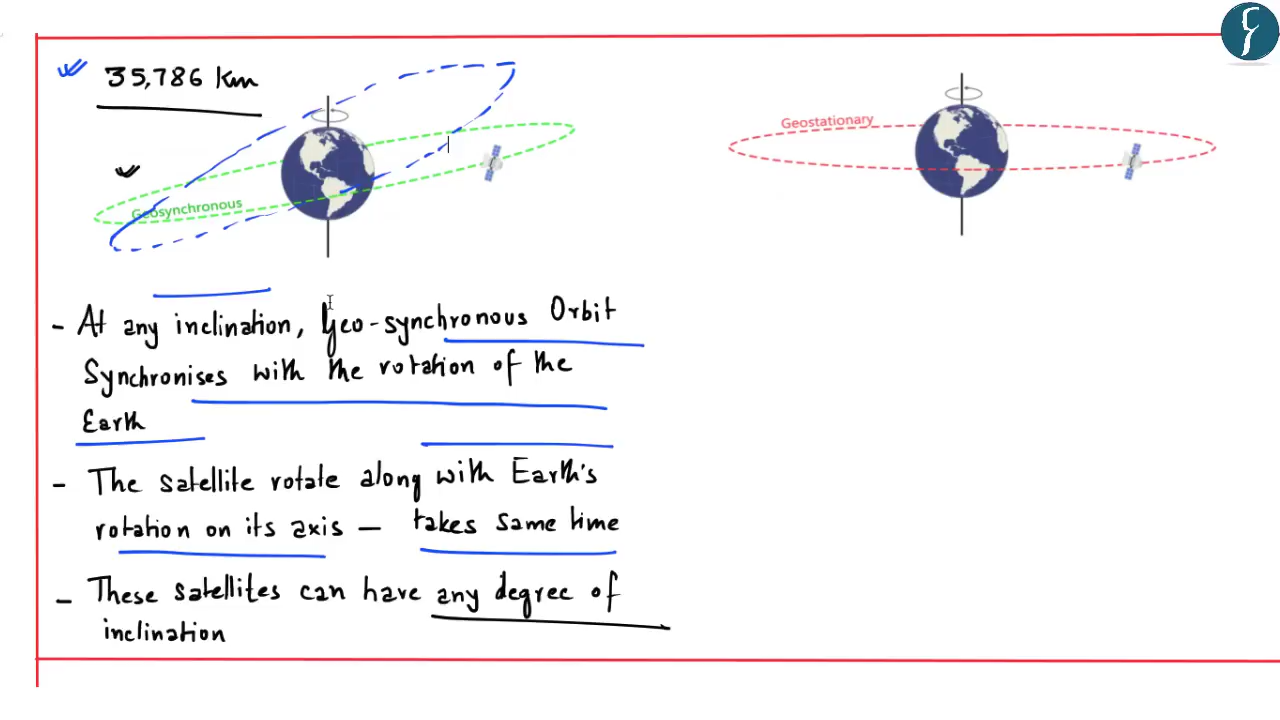 35,786 km
Geosynchronous
- At any inclination, Geo-synchronous Orbit
Synchronises with the rotation of the
Earth
- The satellite rotate along with Earth's
rotation on its axis — takes same time
- These satellites can have any degree of
inclination
Geostationary